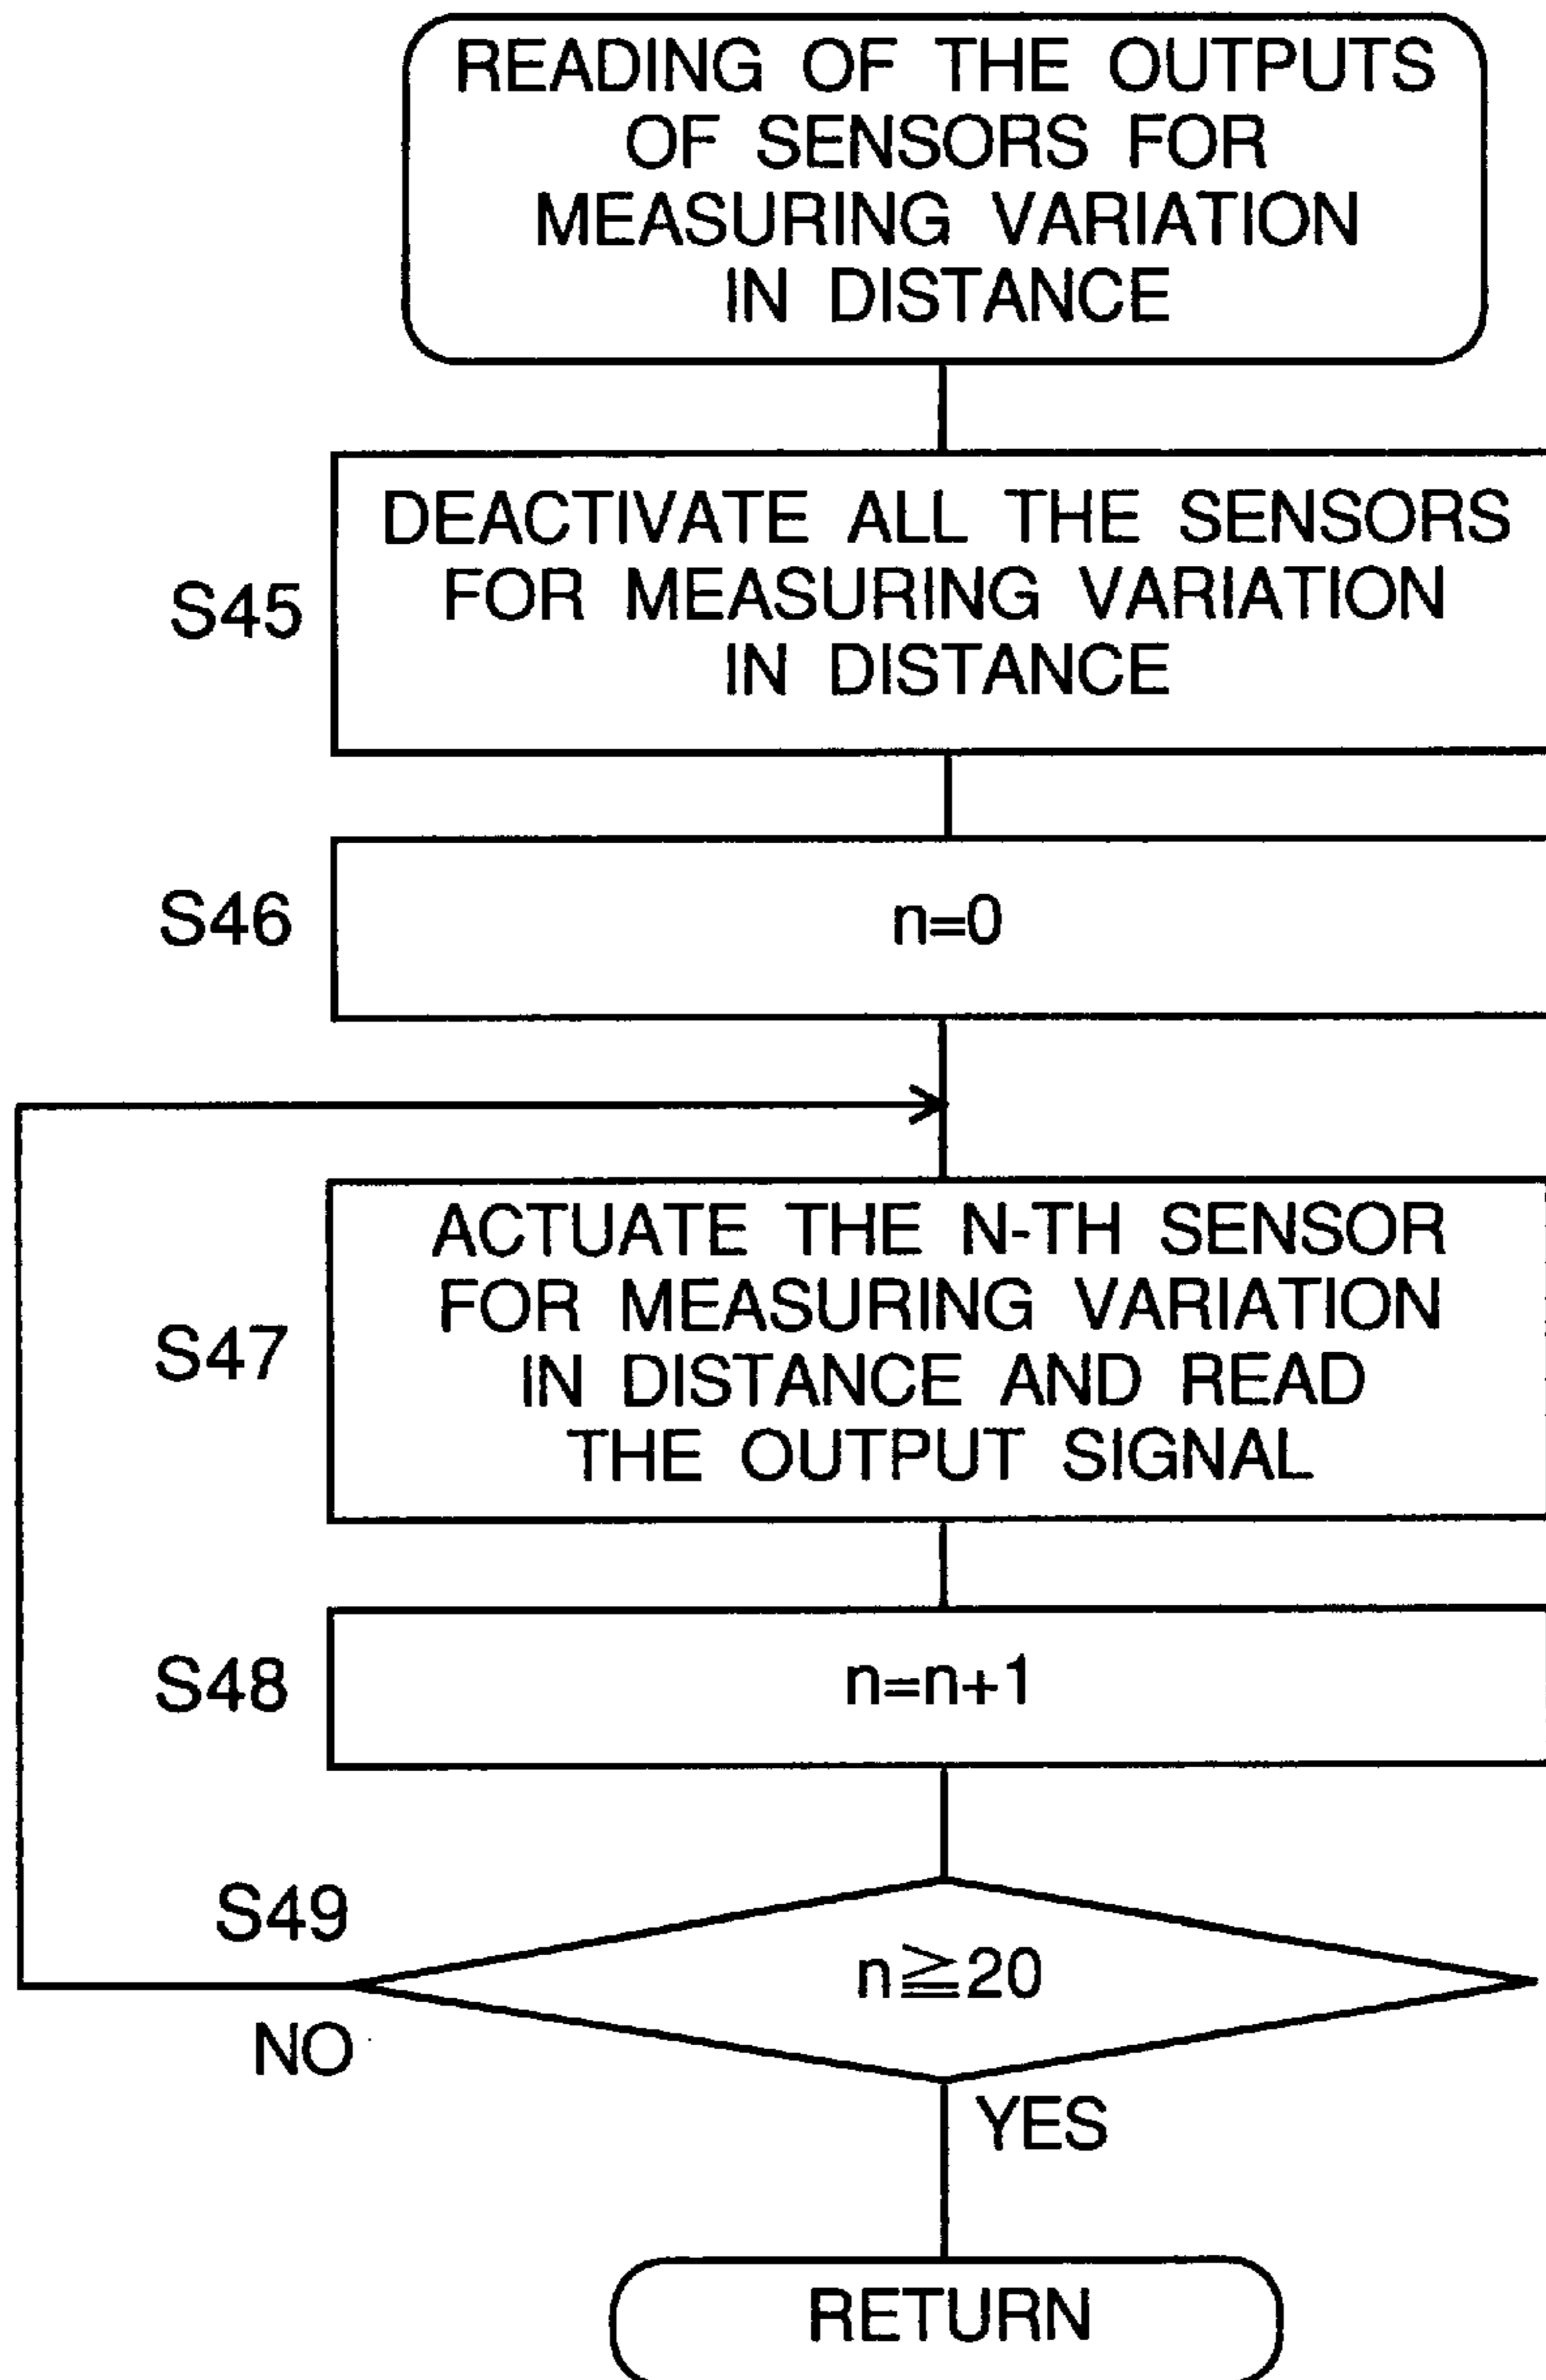 READING OF THE OUTPUTS
OF SENSORS FOR
MEASURING VARIATION
IN DISTANCE
S45
DEACTIVATE ALL THE SENSORS
FOR MEASURING VARIATION
IN DISTANCE
S46
n=0
S47
ACTUATE THE N-TH SENSOR
FOR MEASURING VARIATION
IN DISTANCE AND READ
THE OUTPUT SIGNAL
S48
n=n+1
S49
n≧20
NO
YES
RETURN